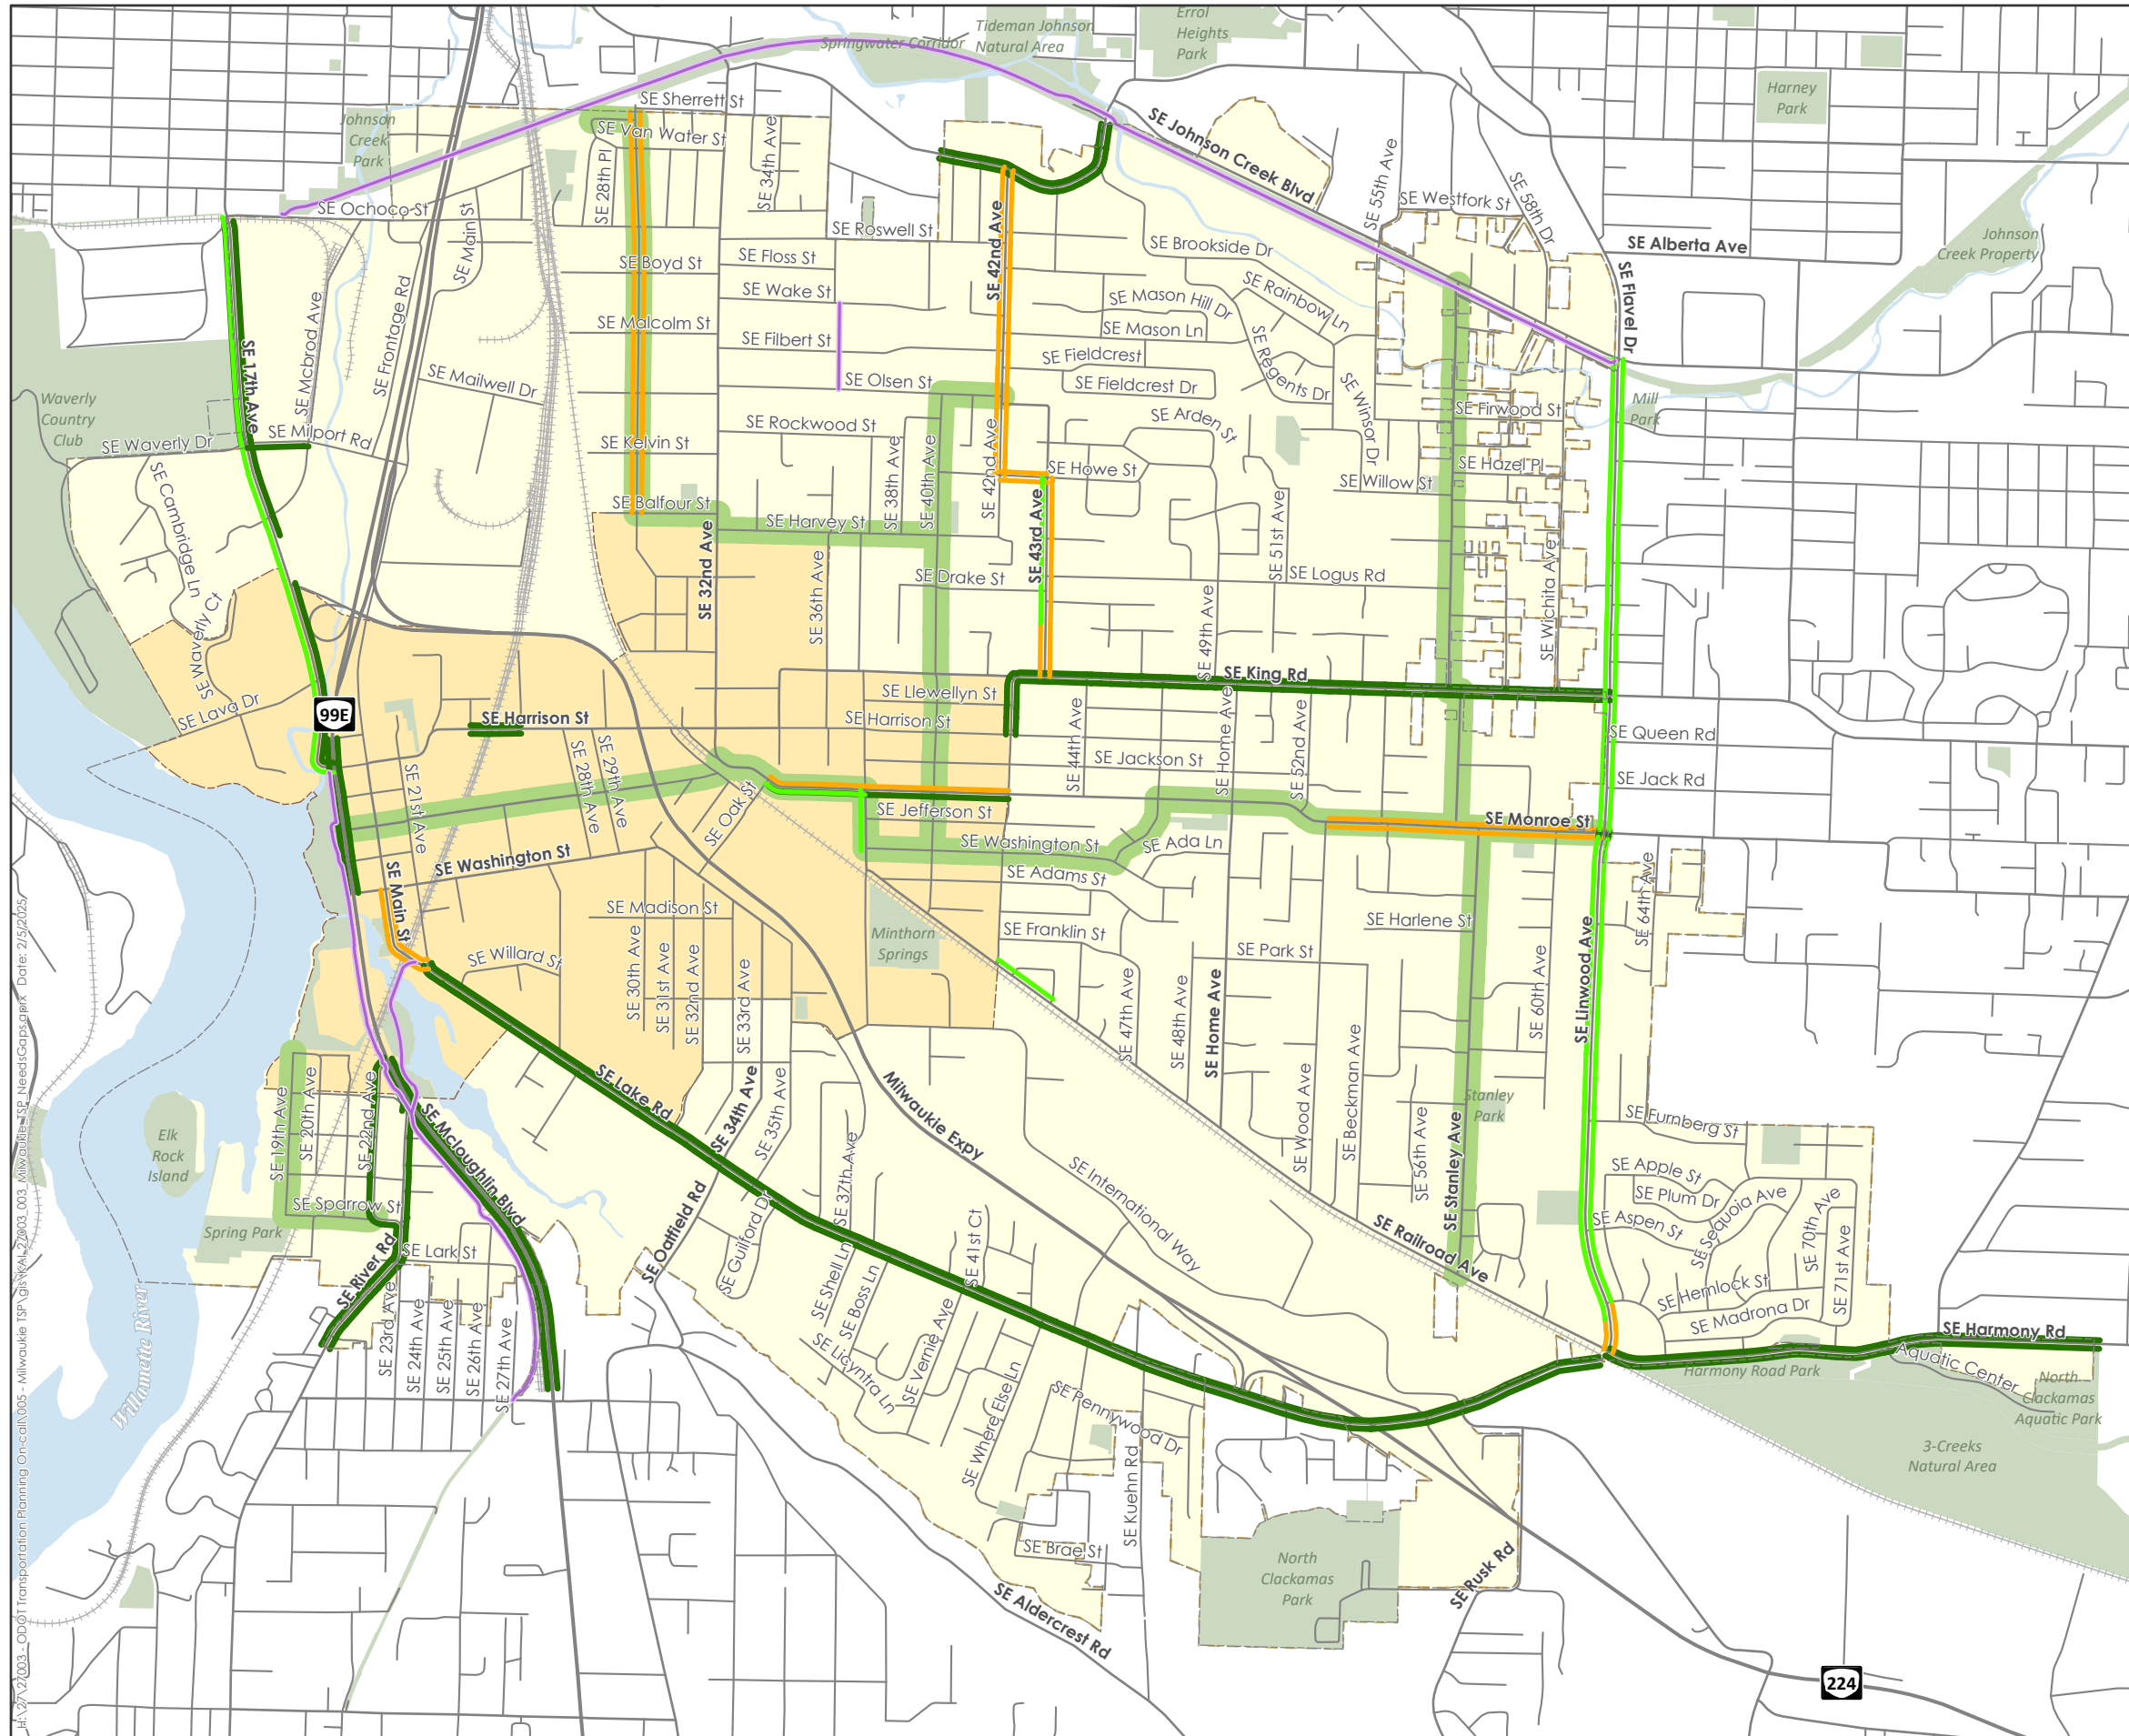 Springwater Corridor
Tideman Johnson
Natural Area
Errol
Heights
Park
Harney
Park
Johnson
Creek
Park
SE Sherrett St
SE Van Water St
SE 28th Pl
SE 34th Ave
SE Johnson Creek Blvd
SE 55th Ave
SE Westfork St
SE 58th Dr
SE Ochoco St
SE Main St
SE Roswell St
SE 42nd Ave
SE Brookside Dr
SE Alberta Ave
Johnson
Creek Property
SE Boyd St
SE Floss St
SE Wake St
SE Mason Hill Dr
SE Rainbow Ln
SE Flavel Dr
SE Frontage Rd
SE Mcbrod Ave
SE 17th Ave
SE Malcolm St
SE Filbert St
SE Mason Ln
SE Fieldcrest
SE Regents Dr
SE Mailwell Dr
SE Olsen St
SE Fieldcrest Dr
SE Winsor Dr
Waverly
Country
Club
SE Waverly Dr
SE Milport Rd
SE Kelvin St
SE Rockwood St
SE 38th Ave
SE 40th Ave
SE 42nd Ave
SE Arden St
SE Firwood St
Mill
Park
SE Howe St
SE Hazel Pl
SE Willow St
SE Cambridge Ln
SE Balfour St
SE Harvey St
SE 32nd Ave
SE 43rd Ave
SE 51st Ave
SE Waverly Ct
SE 36th Ave
SE Drake St
SE Logus Rd
SE 49th Ave
SE Wichita Ave
SE King Rd
SE Lava Dr
99E
SE Harrison St
SE Llewellyn St
SE Harrison St
SE 44th Ave
SE Home Ave
SE 52nd Ave
SE Queen Rd
SE 28th Ave
SE 29th Ave
SE 21st Ave
SE Jackson St
SE Jack Rd
SE Oak St
SE Jefferson St
SE Monroe St
SE Washington St
SE Washington St
SE Ada Ln
SE Adams St
SE Main St
SE Madison St
SE Harlene St
SE 64th Ave
SE Linwood Ave
Minthorn
Springs
SE Franklin St
SE Park St
SE Willard St
SE 30th Ave
SE 31st Ave
SE 32nd Ave
SE 33rd Ave
SE 47th Ave
SE 48th Ave
SE Home Ave
SE 60th Ave
SE Wood Ave
SE Beckman Ave
SE 56th Ave
Stanley
Park
SE Stanley Ave
SE Furnberg St
Elk
Rock
Island
SE 19th Ave
SE 20th Ave
SE 22nd Ave
SE McLoughlin Blvd
SE Lake Rd
SE 34th Ave
SE 35th Ave
SE 37th Ave
Milwaukie Expy
SE International Way
SE Apple St
SE Plum Dr
SE Sequoia Ave
SE Aspen St
SE 70th Ave
SE 71st Ave
SE Sparrow St
Spring Park
SE Lark St
SE River Rd
SE Oatfield Rd
SE Guilford Dr
SE Shell Ln
SE Boss Ln
SE 41st Ct
SE Railroad Ave
SE Hemlock St
SE Madrona Dr
SE 23rd Ave
SE 24th Ave
SE 25th Ave
SE 26th Ave
SE 27th Ave
SE Licyntra Ln
SE Vernie Ave
SE Where Else Ln
SE Pennywood Dr
SE Harmony Rd
Aquatic Center
Harmony Road Park
North
Clackamas
Aquatic Park
3-Creeks
Natural Area
Willamette River
SE Kuehn Rd
SE Brae St
North
Clackamas
Park
SE Rusk Rd
SE Aldercrest Rd
224
H:\27\27003 - ODOT Transportation Planning On-call\005 - Milwaukie TSP\gis\KAI_27003_003_Milwaukie_TSP_NeedsGaps.aprx Date: 2/5/2025